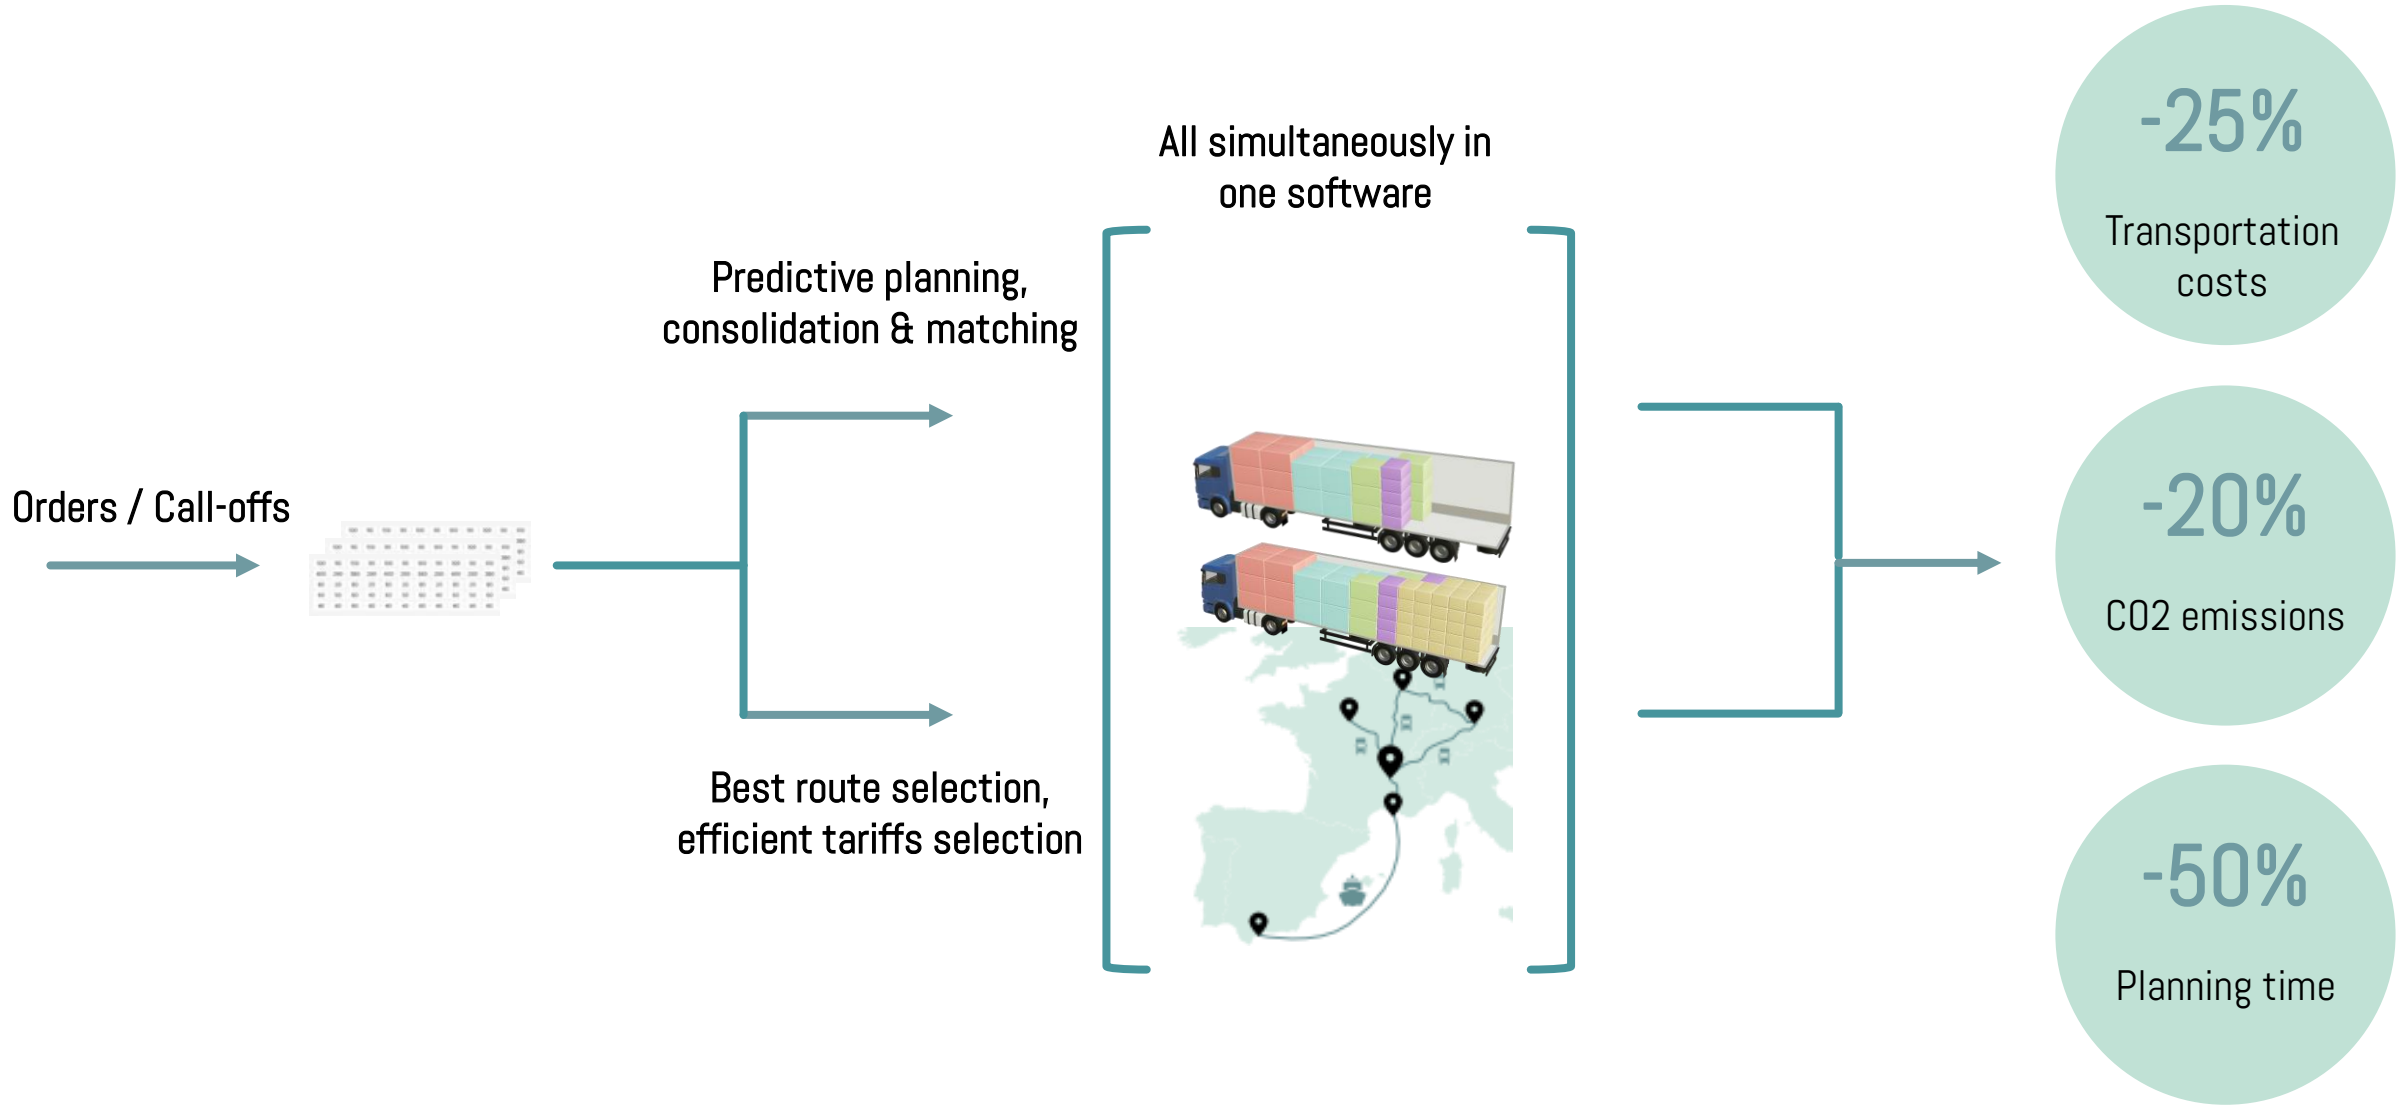 Orders / Call-offs
Predictive planning,
consolidation & matching
Best route selection,
efficient tariffs selection
All simultaneously in
one software
-25%
Transportation
costs
-20%
CO2 emissions
-50%
Planning time